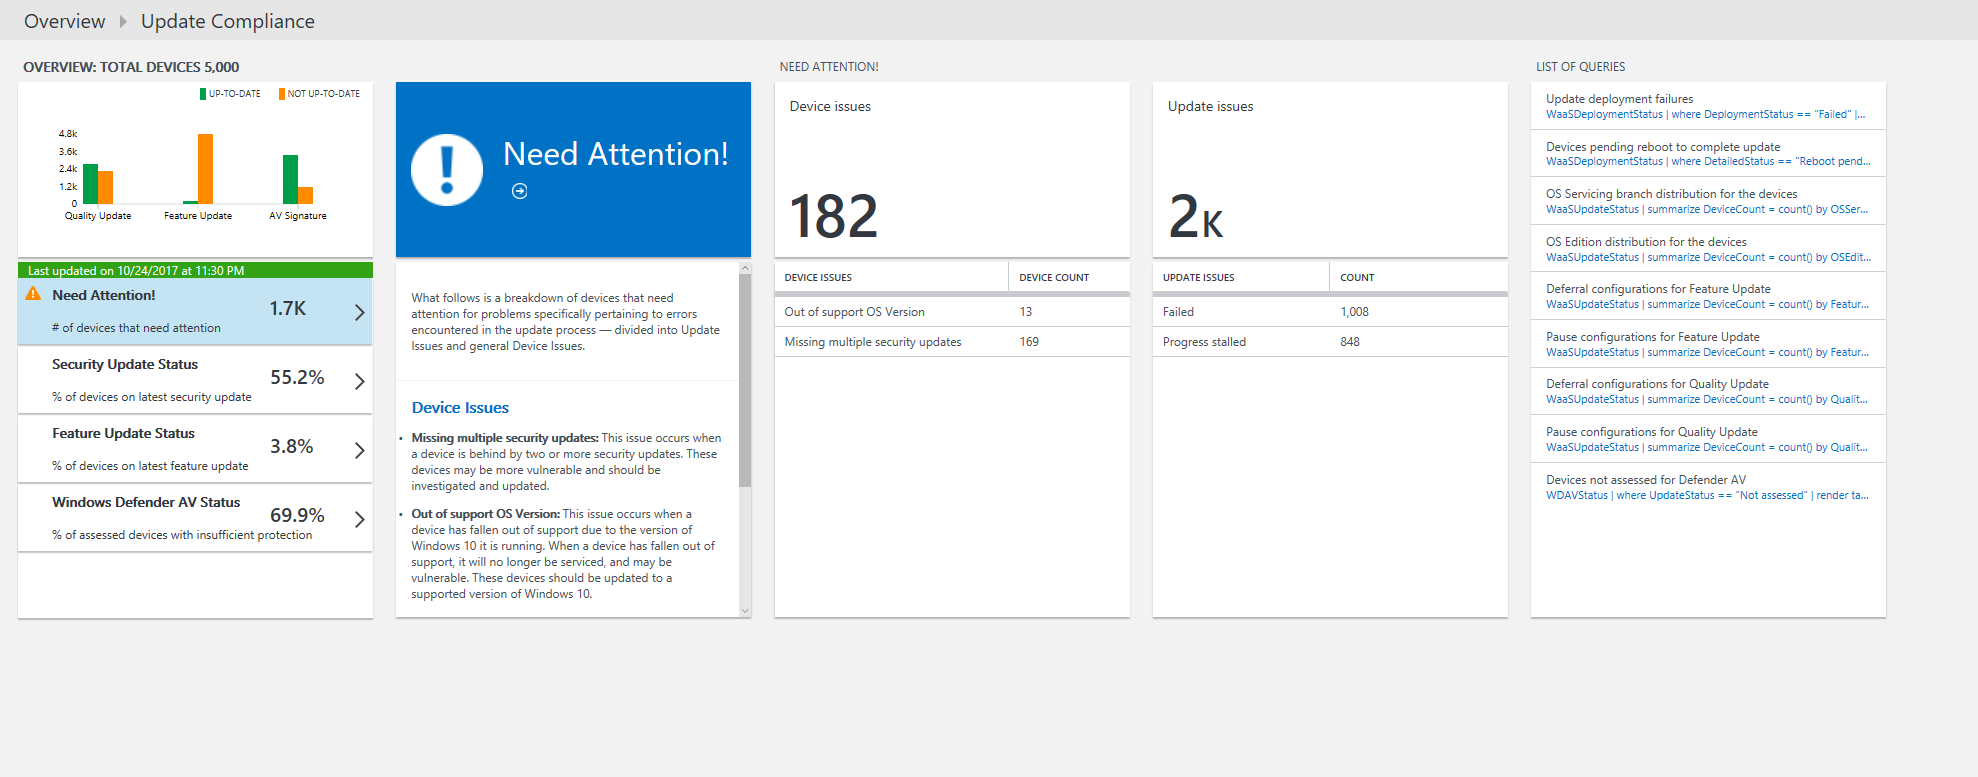 Overview Update Compliance
OVERVIEW: TOTAL DEVICES 5,000
UP-TO-DATE NOT UP-TO-DATE
4.8k
3.6k
2.4k
1.2k
0
Quality Update Feature Update AV Signature
Last updated on 10/24/2017 at 11:30 PM
Need Attention!
1.7K
# of devices that need attention
Security Update Status
55.2%
% of devices on latest security update
Feature Update Status
3.8%
% of devices on latest feature update
Windows Defender AV Status
69.9%
% of assessed devices with insufficient protection
Need Attention!
What follows is a breakdown of devices that need
attention for problems specifically pertaining to errors
encountered in the update process — divided into Update
Issues and general Device Issues.
Device Issues
• Missing multiple security updates: This issue occurs when
a device is behind by two or more security updates. These
devices may be more vulnerable and should be
investigated and updated.
• Out of support OS Version: This issue occurs when a
device has fallen out of support due to the version of
Windows 10 it is running. When a device has fallen out of
support, it will no longer be serviced, and may be
vulnerable. These devices should be updated to a
supported version of Windows 10.
NEED ATTENTION!
Device issues
182
DEVICE ISSUES DEVICE COUNT
Out of support OS Version 13
Missing multiple security updates 169
Update issues
2K
UPDATE ISSUES COUNT
Failed 1,008
Progress stalled 848
LIST OF QUERIES
Update deployment failures
WaaSDeploymentStatus | where DeploymentStatus == "Failed" |...
Devices pending reboot to complete update
WaaSDeploymentStatus | where DetailedStatus == "Reboot pend...
OS Servicing branch distribution for the devices
WaaSUpdateStatus | summarize DeviceCount = count() by OSSer...
OS Edition distribution for the devices
WaaSUpdateStatus | summarize DeviceCount = count() by OSEdit...
Deferral configurations for Feature Update
WaaSUpdateStatus | summarize DeviceCount = count() by Featur...
Pause configurations for Feature Update
WaaSUpdateStatus | summarize DeviceCount = count() by Featur...
Deferral configurations for Quality Update
WaaSUpdateStatus | summarize DeviceCount = count() by Qualit...
Pause configurations for Quality Update
WaaSUpdateStatus | summarize DeviceCount = count() by Qualit...
Devices not assessed for Defender AV
WDAVStatus | where UpdateStatus == "Not assessed" | render ta...